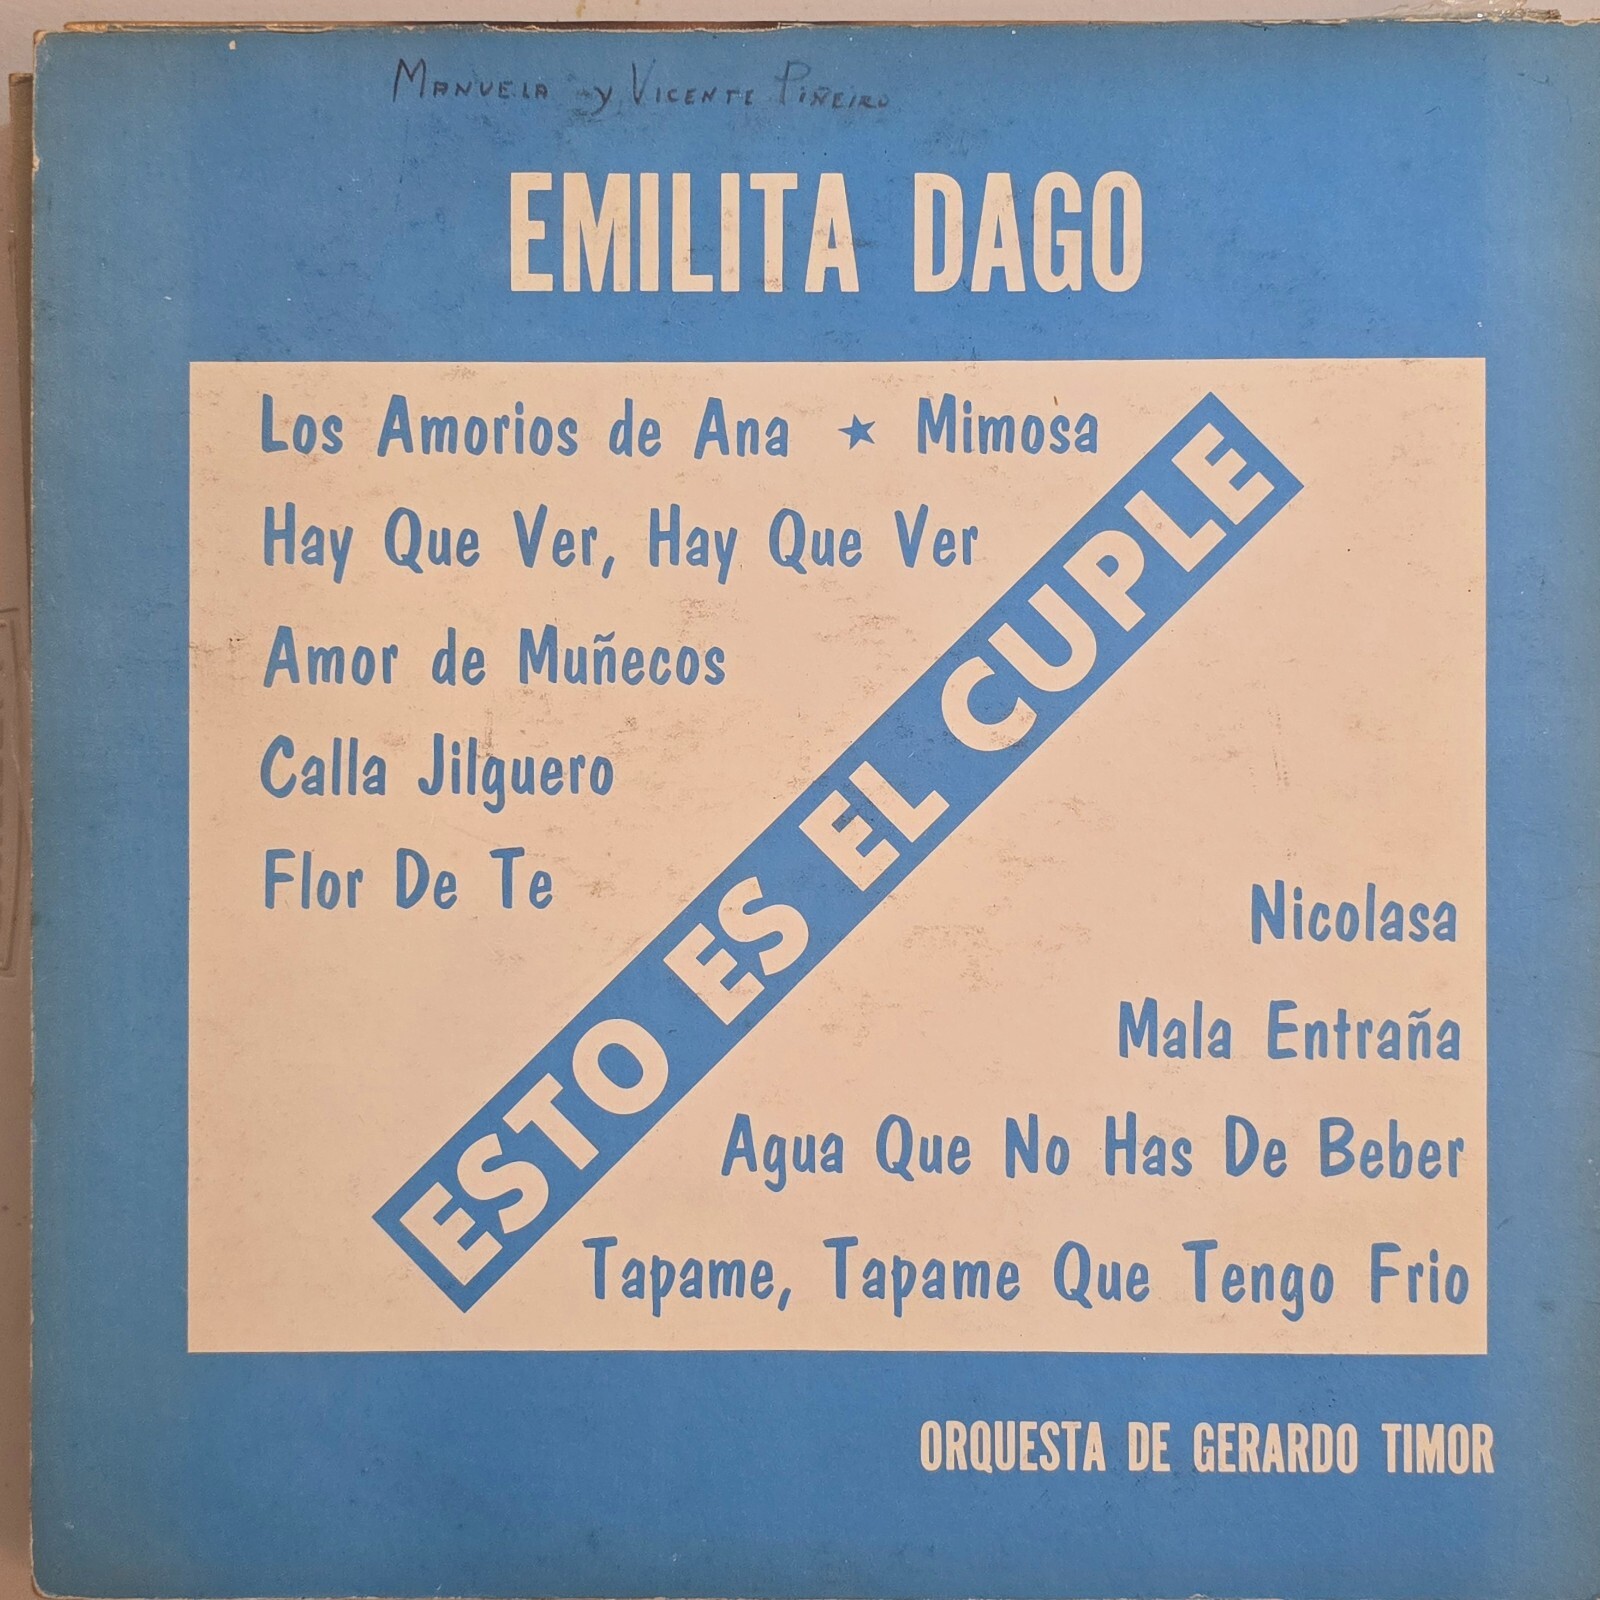 Manuela y Vicente Piñeiro
EMILITA DAGO
Los Amorios de Ana ★ Mimosa
Hay Que Ver, Hay Que Ver
Amor de Muñecos
Calla Jilguero
Flor De Te
ESTO ES EL CUPLE
Nicolasa
Mala Entraña
Agua Que No Has De Beber
Tapame, Tapame Que Tengo Frio
ORQUESTA DE GERARDO TIMOR